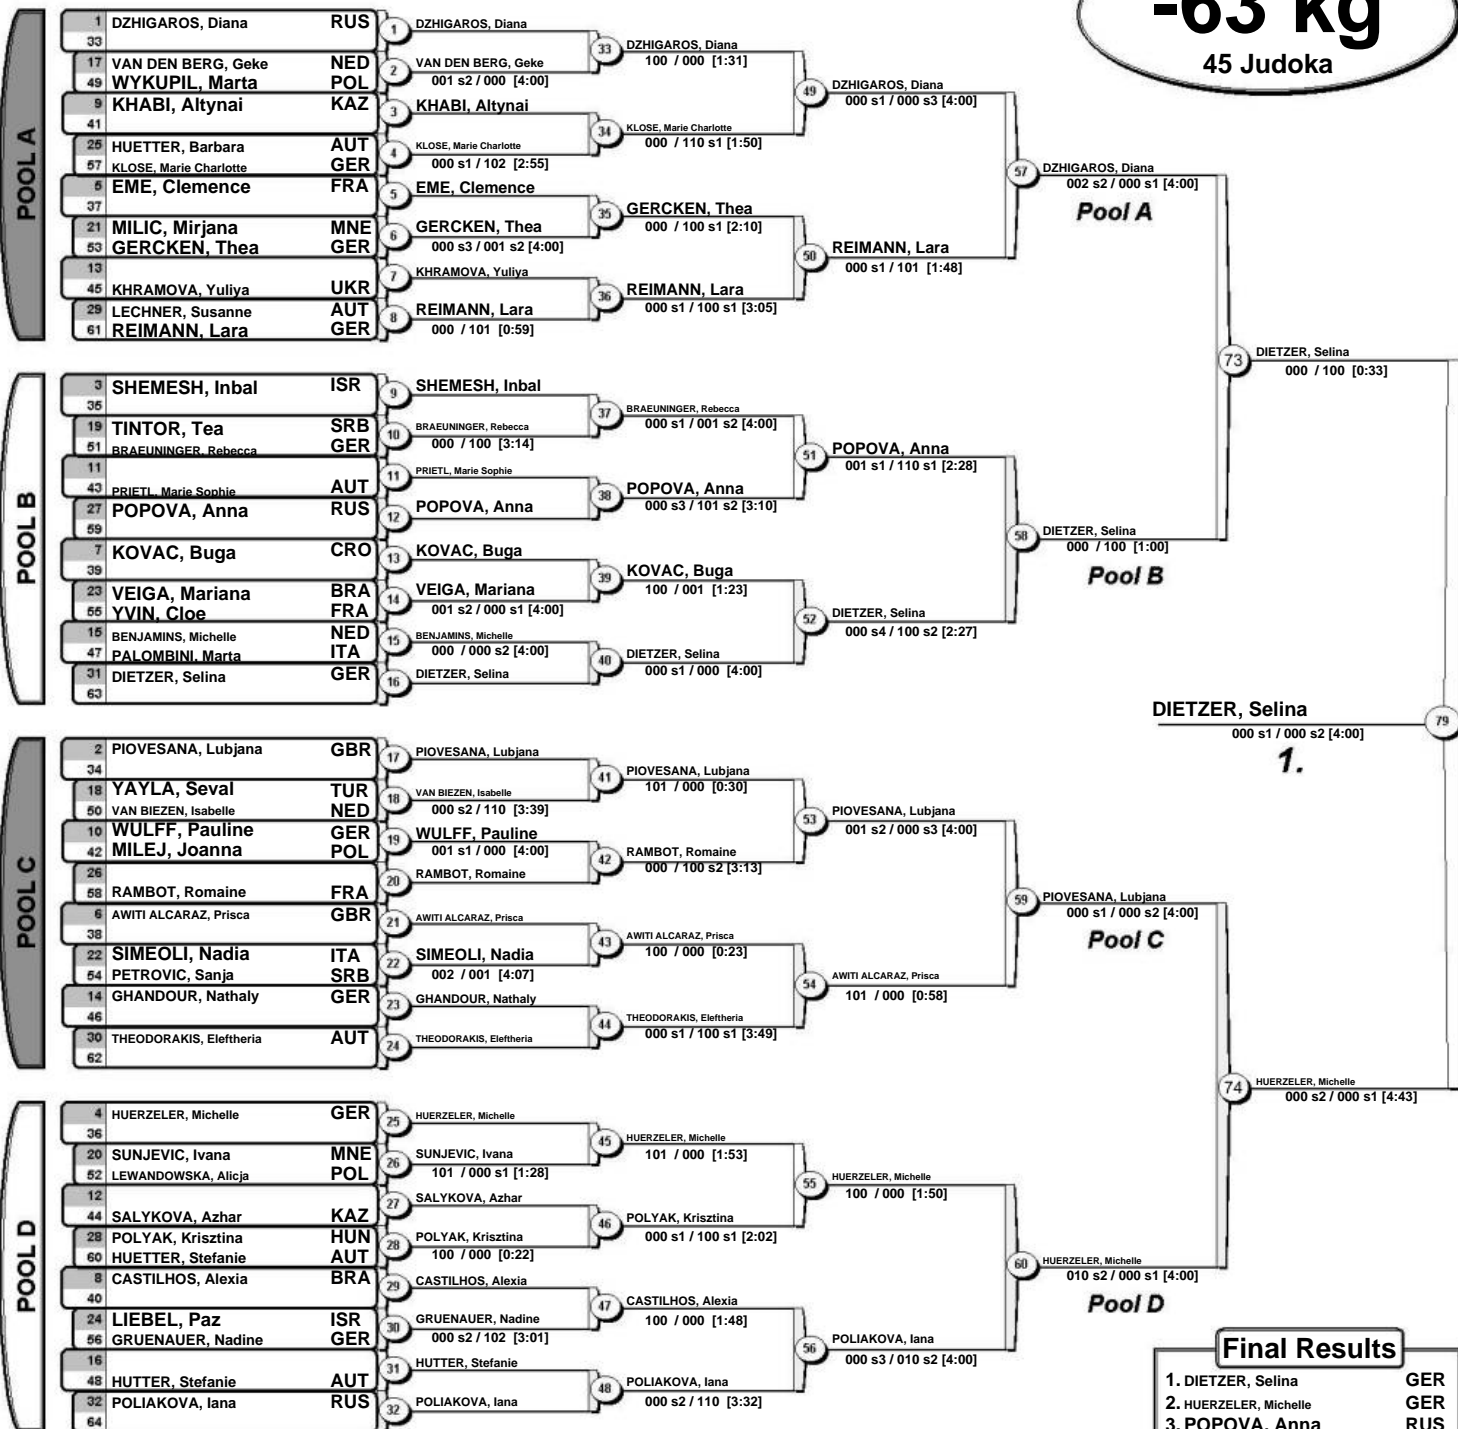 -63 kg
45 Judoka
POOL A
1 DZHIGAROS, Diana RUS
33
17 VAN DEN BERG, Geke NED
49 WYKUPIL, Marta POL
9 KHABI, Altynai KAZ
41
25 HUETTER, Barbara AUT
57 KLOSE, Marie Charlotte GER
5 EME, Clemence FRA
37
21 MILIC, Mirjana MNE
53 GERCKEN, Thea GER
13
45 KHRAMOVA, Yuliya UKR
29 LECHNER, Susanne AUT
61 REIMANN, Lara GER
1 DZHIGAROS, Diana
2 VAN DEN BERG, Geke
001 s2 / 000 [4:00]
3 KHABI, Altynai
4 KLOSE, Marie Charlotte
000 s1 / 102 [2:55]
5 EME, Clemence
6 GERCKEN, Thea
000 s3 / 001 s2 [4:00]
7 KHRAMOVA, Yuliya
8 REIMANN, Lara
000 / 101 [0:59]
33 DZHIGAROS, Diana
100 / 000 [1:31]
34 KLOSE, Marie Charlotte
000 / 110 s1 [1:50]
35 GERCKEN, Thea
000 / 100 s1 [2:10]
36 REIMANN, Lara
000 s1 / 100 s1 [3:05]
49 DZHIGAROS, Diana
000 s1 / 000 s3 [4:00]
50 REIMANN, Lara
000 s1 / 101 [1:48]
57 DZHIGAROS, Diana
002 s2 / 000 s1 [4:00]
Pool A
POOL B
3 SHEMESH, Inbal ISR
35
19 TINTOR, Tea SRB
51 BRAEUNINGER, Rebecca GER
11
43 PRIETL, Marie Sophie AUT
27 POPOVA, Anna RUS
59
7 KOVAC, Buga CRO
39
23 VEIGA, Mariana BRA
55 YVIN, Cloe FRA
15 BENJAMINS, Michelle NED
47 PALOMBINI, Marta ITA
31 DIETZER, Selina GER
63
9 SHEMESH, Inbal
10 BRAEUNINGER, Rebecca
000 / 100 [3:14]
11 PRIETL, Marie Sophie
12 POPOVA, Anna
13 KOVAC, Buga
14 VEIGA, Mariana
001 s2 / 000 s1 [4:00]
15 BENJAMINS, Michelle
000 / 000 s2 [4:00]
16 DIETZER, Selina
37 BRAEUNINGER, Rebecca
000 s1 / 001 s2 [4:00]
38 POPOVA, Anna
000 s3 / 101 s2 [3:10]
39 KOVAC, Buga
100 / 001 [1:23]
40 DIETZER, Selina
000 s1 / 000 [4:00]
51 POPOVA, Anna
001 s1 / 110 s1 [2:28]
52 DIETZER, Selina
000 s4 / 100 s2 [2:27]
58 DIETZER, Selina
000 / 100 [1:00]
Pool B
73 DIETZER, Selina
000 / 100 [0:33]
DIETZER, Selina 79
000 s1 / 000 s2 [4:00]
1.
POOL C
2 PIOVESANA, Lubjana GBR
34
18 YAYLA, Seval TUR
50 VAN BIEZEN, Isabelle NED
10 WULFF, Pauline GER
42 MILEJ, Joanna POL
26
58 RAMBOT, Romaine FRA
6 AWITI ALCARAZ, Prisca GBR
38
22 SIMEOLI, Nadia ITA
54 PETROVIC, Sanja SRB
14 GHANDOUR, Nathaly GER
46
30 THEODORAKIS, Eleftheria AUT
62
17 PIOVESANA, Lubjana
18 VAN BIEZEN, Isabelle
000 s2 / 110 [3:39]
19 WULFF, Pauline
001 s1 / 000 [4:00]
20 RAMBOT, Romaine
21 AWITI ALCARAZ, Prisca
22 SIMEOLI, Nadia
002 / 001 [4:07]
23 GHANDOUR, Nathaly
24 THEODORAKIS, Eleftheria
41 PIOVESANA, Lubjana
101 / 000 [0:30]
42 RAMBOT, Romaine
000 / 100 s2 [3:13]
43 AWITI ALCARAZ, Prisca
100 / 000 [0:23]
44 THEODORAKIS, Eleftheria
000 s1 / 100 s1 [3:49]
53 PIOVESANA, Lubjana
001 s2 / 000 s3 [4:00]
54 AWITI ALCARAZ, Prisca
101 / 000 [0:58]
59 PIOVESANA, Lubjana
000 s1 / 000 s2 [4:00]
Pool C
74 HUERZELER, Michelle
000 s2 / 000 s1 [4:43]
POOL D
4 HUERZELER, Michelle GER
36
20 SUNJEVIC, Ivana MNE
52 LEWANDOWSKA, Alicja POL
12
44 SALYKOVA, Azhar KAZ
28 POLYAK, Krisztina HUN
60 HUETTER, Stefanie AUT
8 CASTILHOS, Alexia BRA
40
24 LIEBEL, Paz ISR
56 GRUENAUER, Nadine GER
16
48 HUTTER, Stefanie AUT
32 POLIAKOVA, Iana RUS
64
25 HUERZELER, Michelle
26 SUNJEVIC, Ivana
101 / 000 s1 [1:28]
27 SALYKOVA, Azhar
28 POLYAK, Krisztina
100 / 000 [0:22]
29 CASTILHOS, Alexia
30 GRUENAUER, Nadine
000 s2 / 102 [3:01]
31 HUTTER, Stefanie
32 POLIAKOVA, Iana
45 HUERZELER, Michelle
101 / 000 [1:53]
46 POLYAK, Krisztina
000 s1 / 100 s1 [2:02]
47 CASTILHOS, Alexia
100 / 000 [1:48]
48 POLIAKOVA, Iana
000 s2 / 110 [3:32]
55 HUERZELER, Michelle
100 / 000 [1:50]
56 POLIAKOVA, Iana
000 s3 / 010 s2 [4:00]
60 HUERZELER, Michelle
010 s2 / 000 s1 [4:00]
Pool D
Final Results
1. DIETZER, Selina GER
2. HUERZELER, Michelle GER
3. POPOVA, Anna RUS